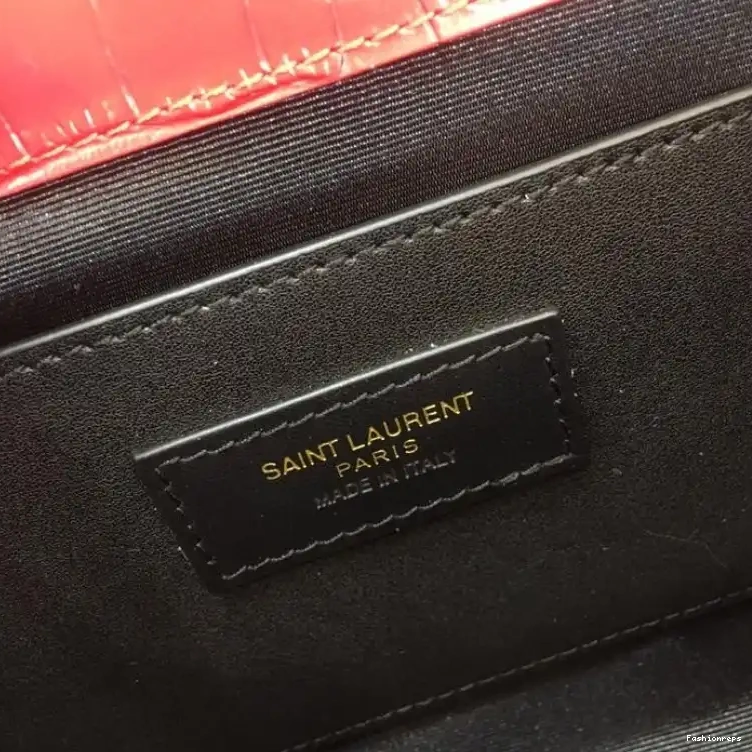 SAINT LAURENT
PARIS
MADE IN ITALY
Fashionreps